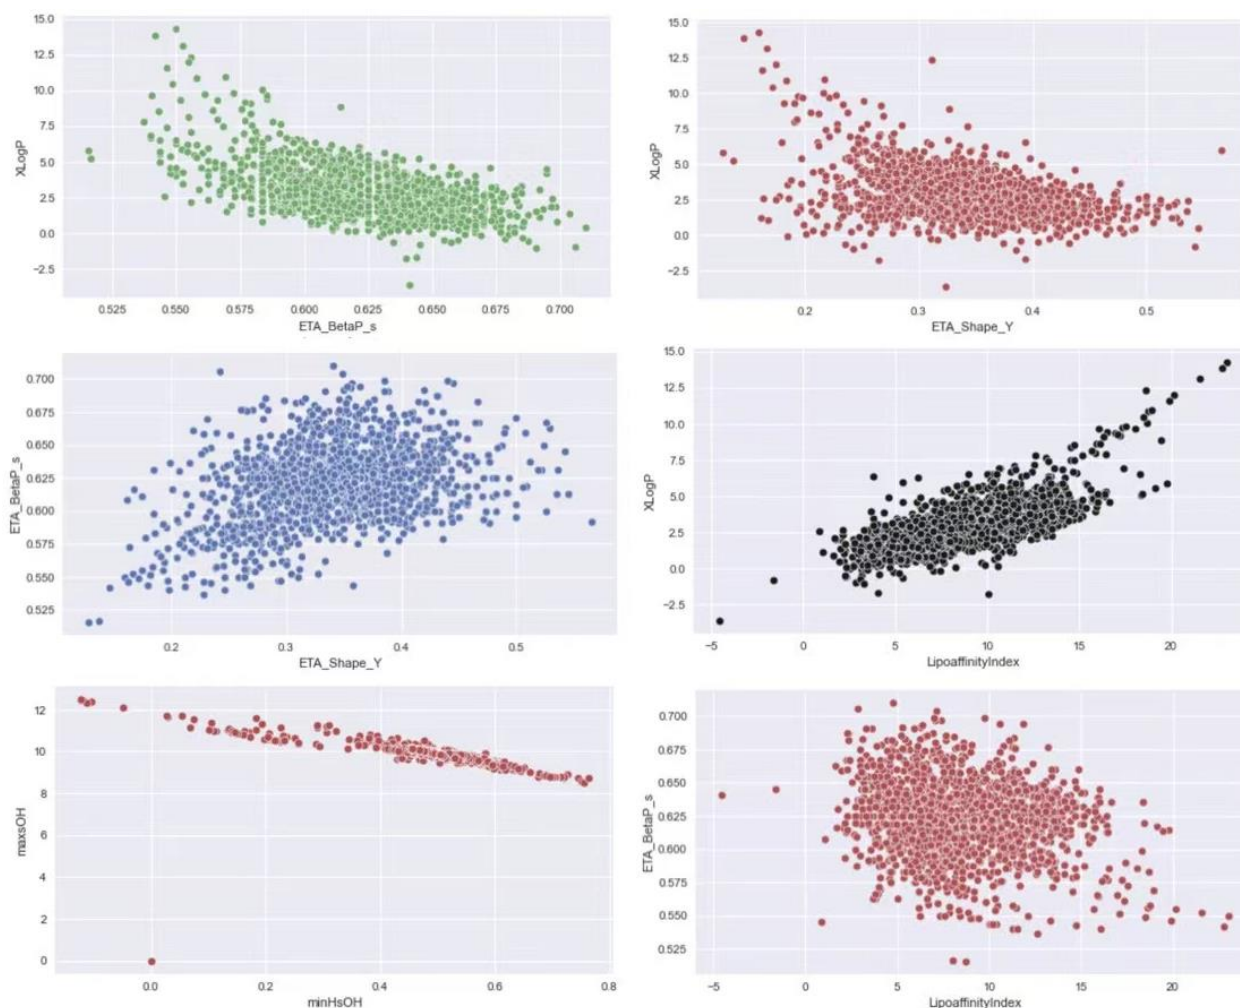 15.0
12.5
10.0
7.5
5.0
2.5
0.0
−2.5
XLogP
0.525 0.550 0.575 0.600 0.625 0.650 0.675 0.700
ETA_BetaP_s
15.0
12.5
10.0
7.5
5.0
2.5
0.0
−2.5
XLogP
0.2 0.3 0.4 0.5
ETA_Shape_Y
0.700
0.675
0.650
0.625
0.600
0.575
0.550
0.525
ETA_BetaP_s
0.2 0.3 0.4 0.5
ETA_Shape_Y
15.0
12.5
10.0
7.5
5.0
2.5
0.0
−2.5
XLogP
−5 0 5 10 15 20
LipoaffinityIndex
12
10
8
6
4
2
0
maxsOH
0.0 0.2 0.4 0.6 0.8
minHsOH
0.700
0.675
0.650
0.625
0.600
0.575
0.550
0.525
ETA_BetaP_s
−5 0 5 10 15 20
LipoaffinityIndex